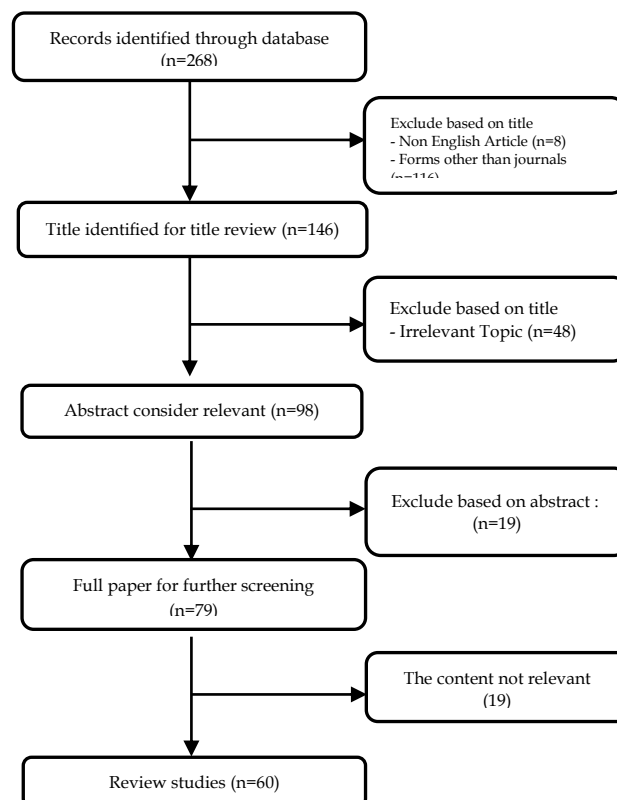 Records identified through database
(n=268)
Exclude based on title
- Non English Article (n=8)
- Forms other than journals
(n=116)
Title identified for title review (n=146)
Exclude based on title
- Irrelevant Topic (n=48)
Abstract consider relevant (n=98)
Exclude based on abstract :
(n=19)
Full paper for further screening
(n=79)
The content not relevant
(19)
Review studies (n=60)